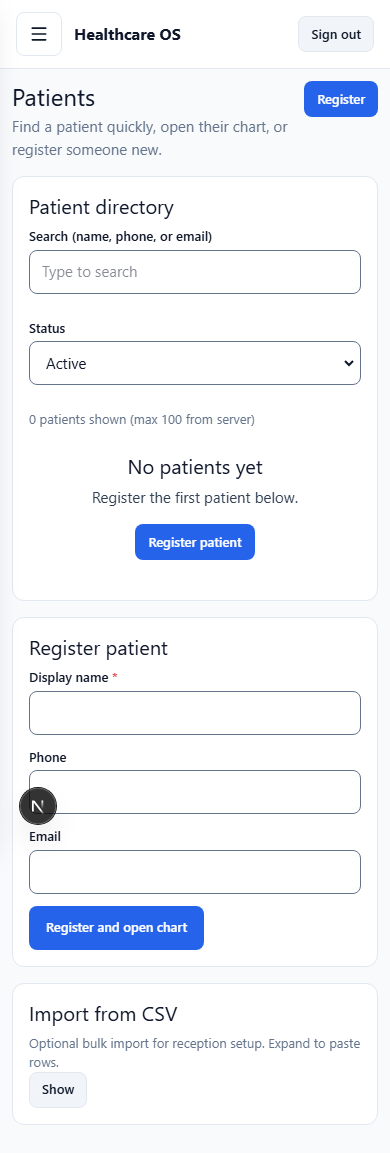 Healthcare OS
Sign out
Patients
Register
Find a patient quickly, open their chart, or
register someone new.
Patient directory
Search (name, phone, or email)
Type to search
Status
Active
0 patients shown (max 100 from server)
No patients yet
Register the first patient below.
Register patient
Register patient
Display name *
Phone
N
Email
Register and open chart
Import from CSV
Optional bulk import for reception setup. Expand to paste
rows.
Show